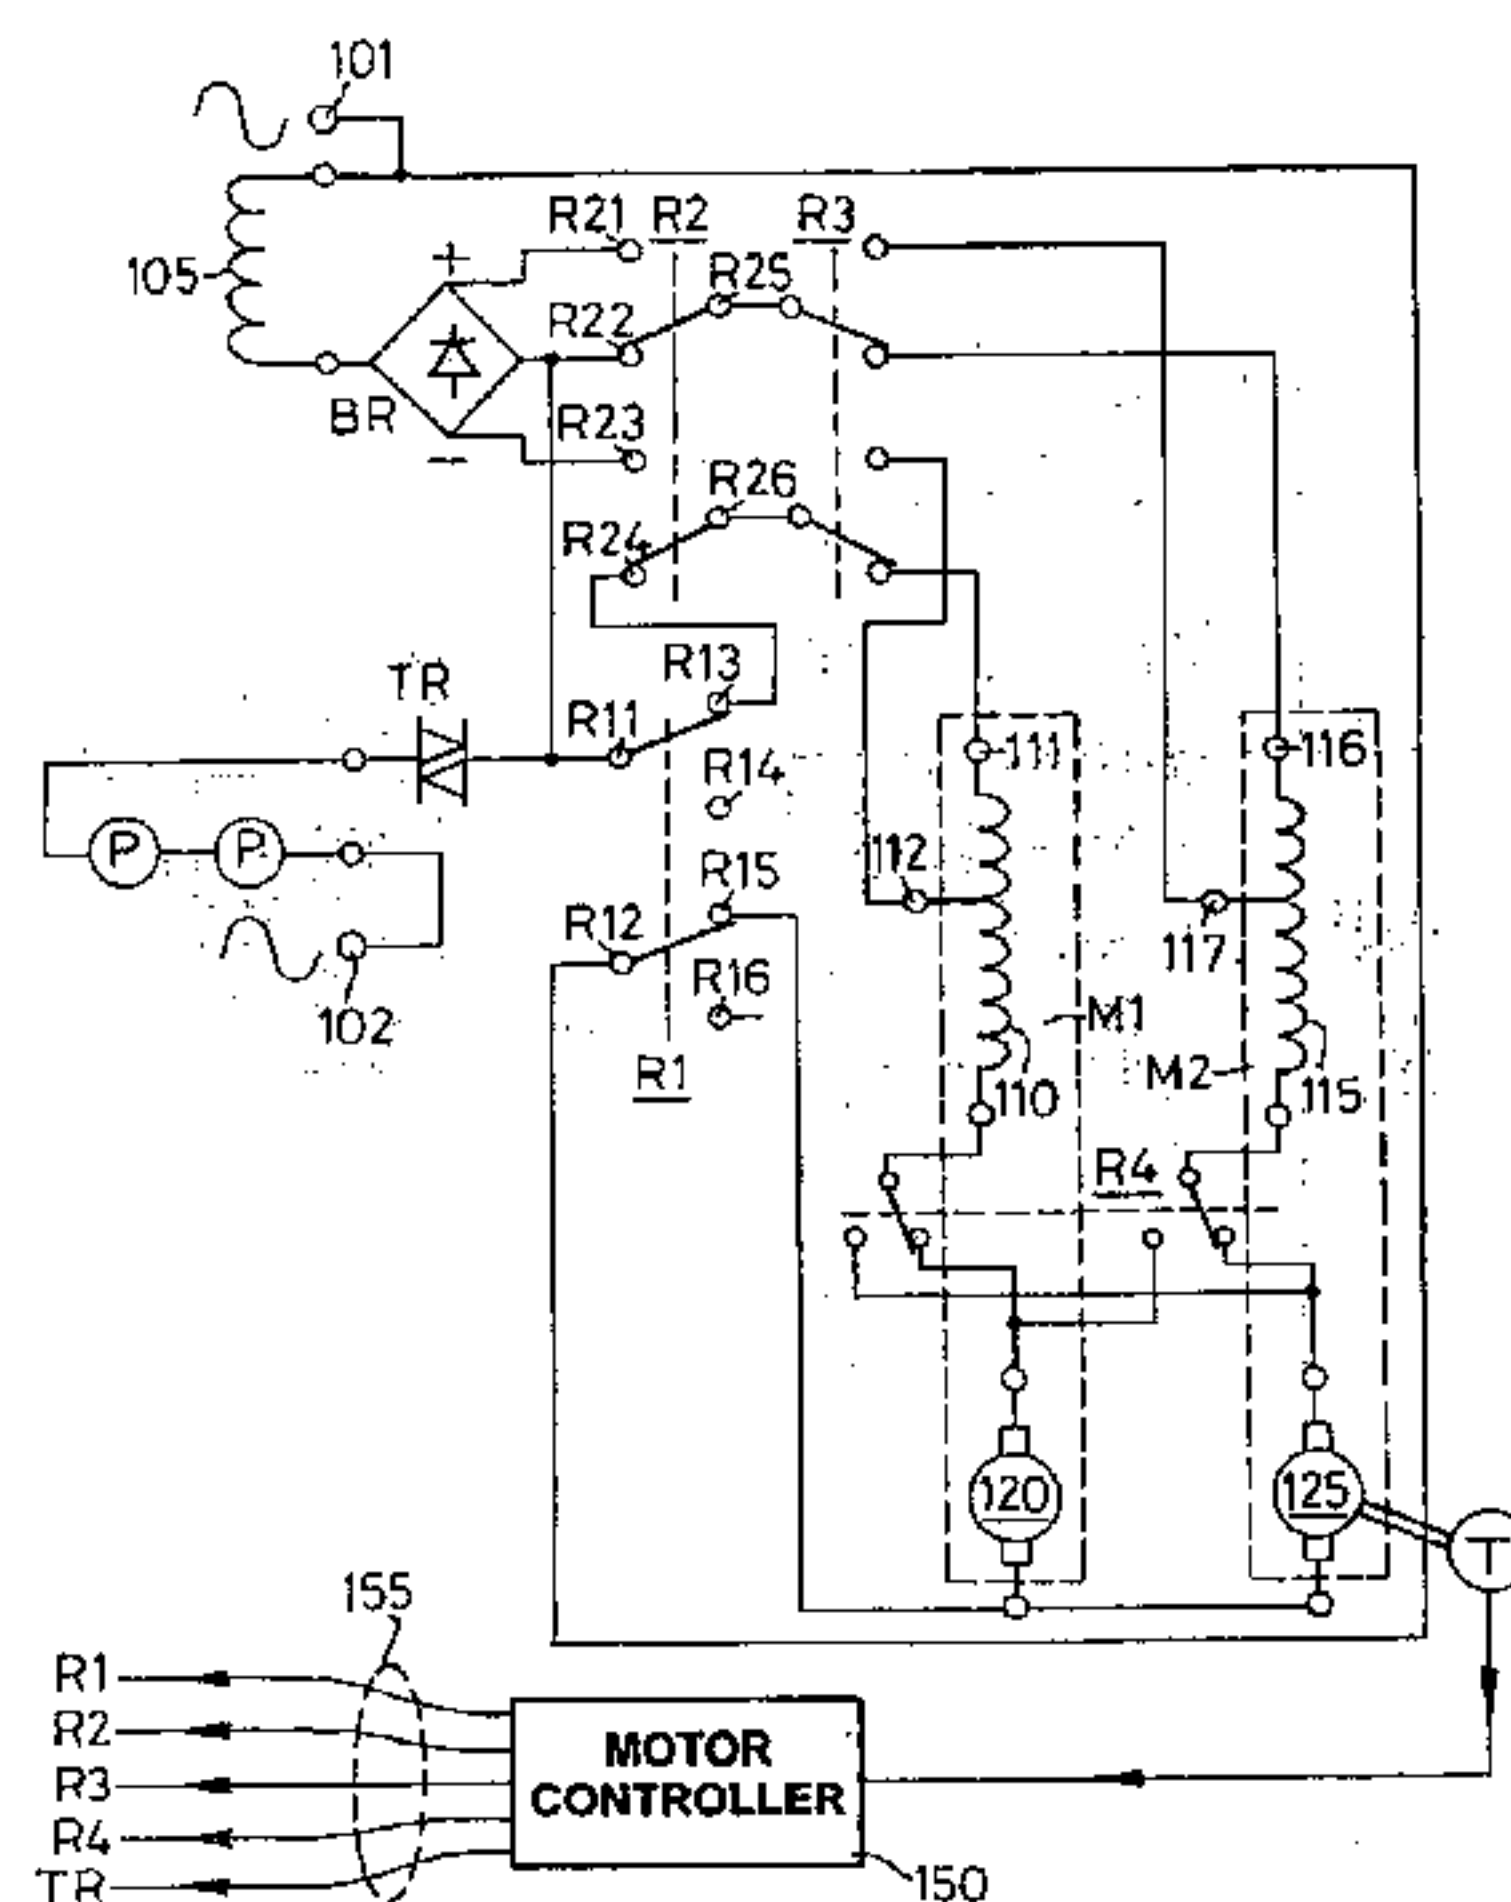 101
R21 R2 R3
105
+
R25
R22
BR
R23
−
R26
R24
R13
TR
R11
R14
111
116
P P
112
R15
R12
117
R16
102
M1
R1
M2
110
115
R4
120
125
T
155
R1
R2
R3
R4
TR
MOTOR
CONTROLLER
150